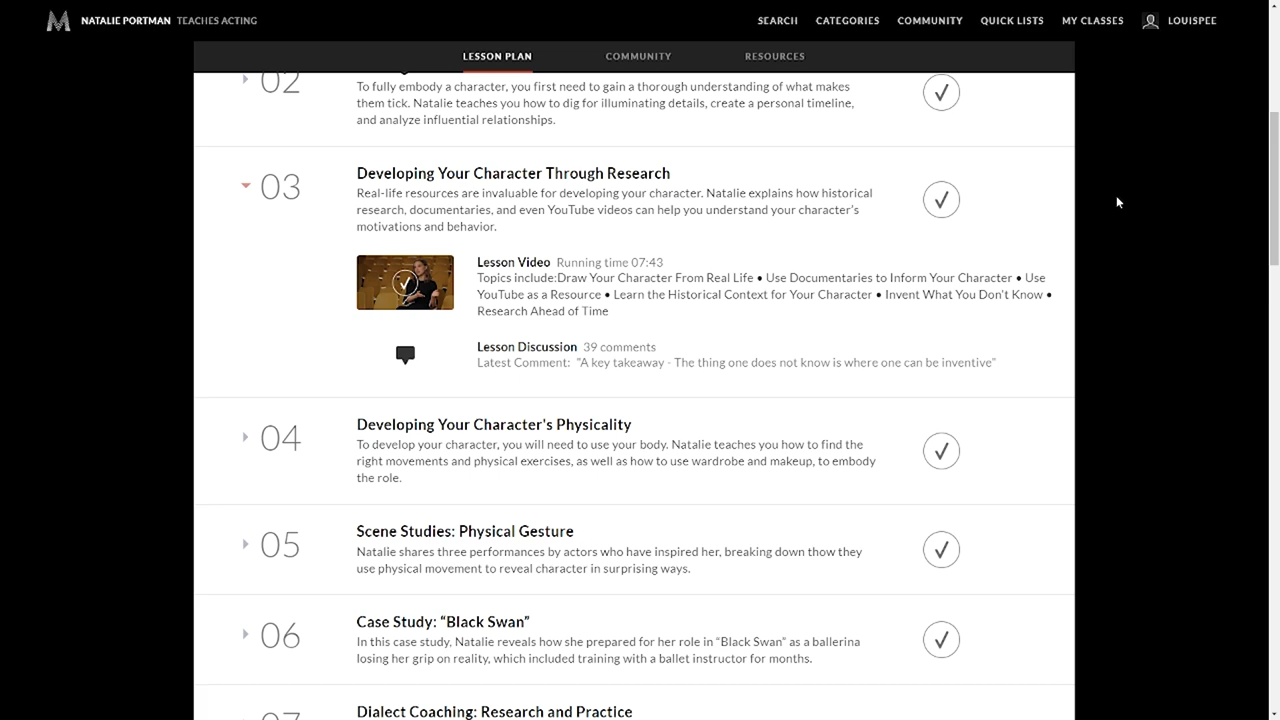 NATALIE PORTMAN TEACHES ACTING
SEARCH CATEGORIES COMMUNITY QUICK LISTS MY CLASSES LOUISPEE
LESSON PLAN COMMUNITY RESOURCES
02
To fully embody a character, you first need to gain a thorough understanding of what makes
them tick. Natalie teaches you how to dig for illuminating details, create a personal timeline,
and analyze influential relationships.
03
Developing Your Character Through Research
Real-life resources are invaluable for developing your character. Natalie explains how historical
research, documentaries, and even YouTube videos can help you understand your character's
motivations and behavior.
Lesson Video Running time 07:43
Topics include:Draw Your Character From Real Life • Use Documentaries to Inform Your Character • Use
YouTube as a Resource • Learn the Historical Context for Your Character • Invent What You Don't Know •
Research Ahead of Time
Lesson Discussion 39 comments
Latest Comment: "A key takeaway - The thing one does not know is where one can be inventive"
04
Developing Your Character's Physicality
To develop your character, you will need to use your body. Natalie teaches you how to find the
right movements and physical exercises, as well as how to use wardrobe and makeup, to embody
the role.
05
Scene Studies: Physical Gesture
Natalie shares three performances by actors who have inspired her, breaking down thow they
use physical movement to reveal character in surprising ways.
06
Case Study: “Black Swan”
In this case study, Natalie reveals how she prepared for her role in “Black Swan” as a ballerina
losing her grip on reality, which included training with a ballet instructor for months.
07
Dialect Coaching: Research and Practice